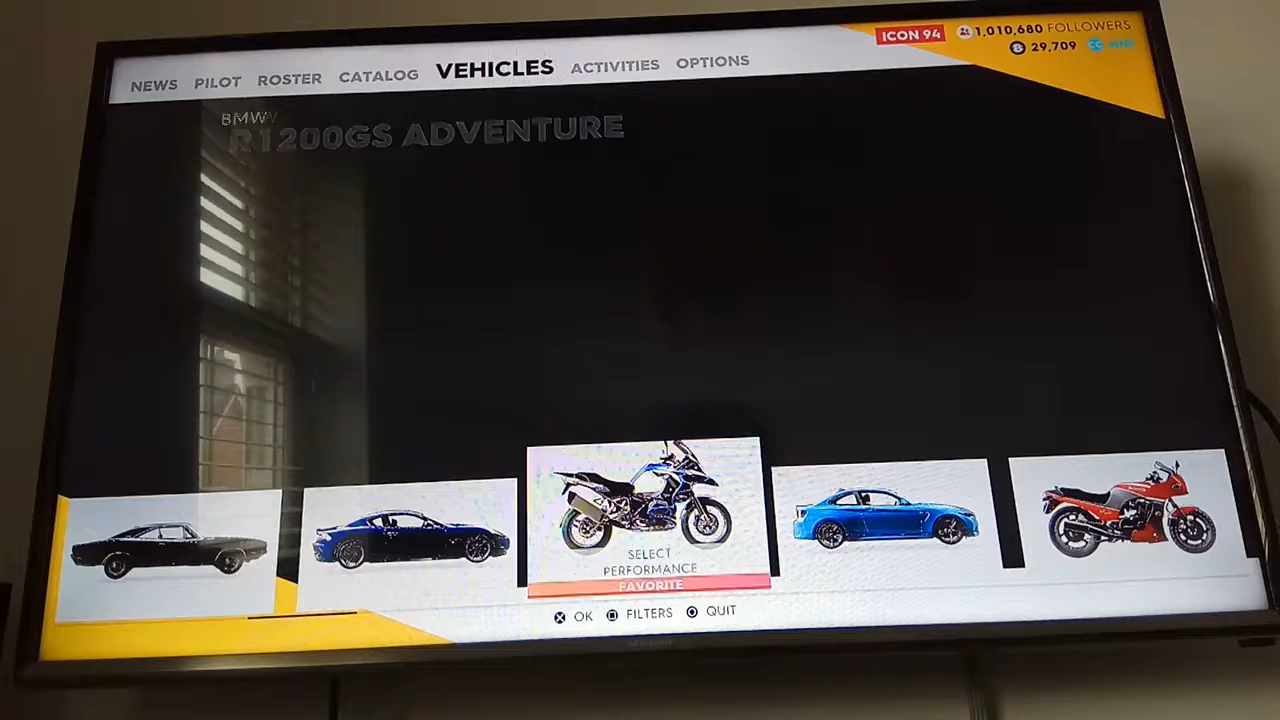 NEWS PILOT ROSTER CATALOG VEHICLES ACTIVITIES OPTIONS
ICON 94 1,010,680 FOLLOWERS
29,709 CC
BMW
R1200GS ADVENTURE
SELECT
PERFORMANCE
FAVORITE
OK FILTERS QUIT